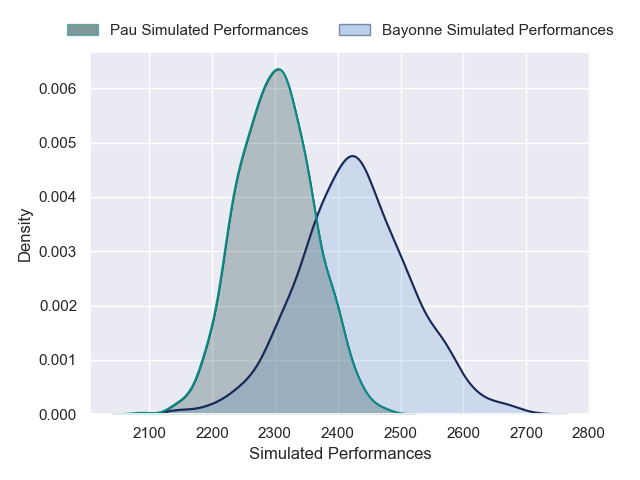 Pau Simulated Performances
Bayonne Simulated Performances
0.006
0.005
0.004
0.003
0.002
0.001
0.000
Density
2100 2200 2300 2400 2500 2600 2700 2800
Simulated Performances